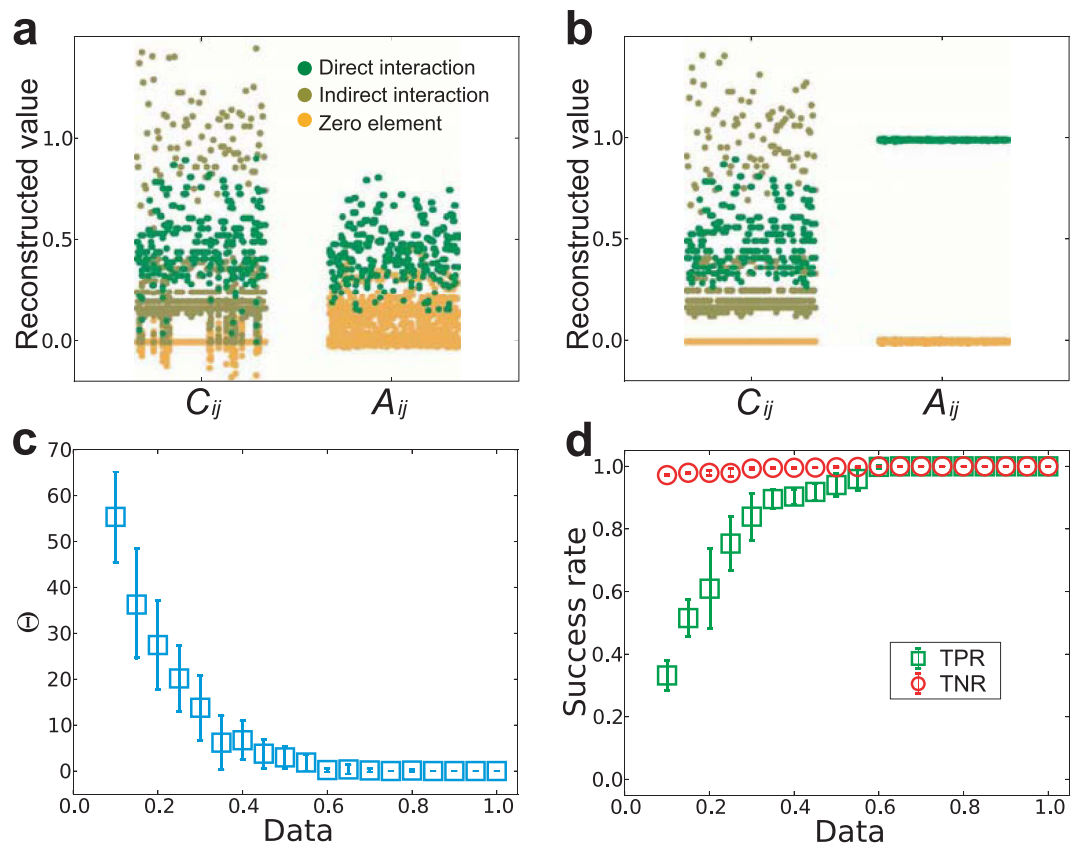 a
Reconstructed value
1.0
0.5
0.0
Direct interaction
Indirect interaction
Zero element
Cij
Aij
b
Reconstructed value
1.0
0.5
0.0
Cij
Aij
c
Θ
70
60
50
40
30
20
10
0
0.0 0.2 0.4 0.6 0.8 1.0
Data
d
Success rate
1.0
0.8
0.6
0.4
0.2
0.0
TPR
TNR
0.0 0.2 0.4 0.6 0.8 1.0
Data